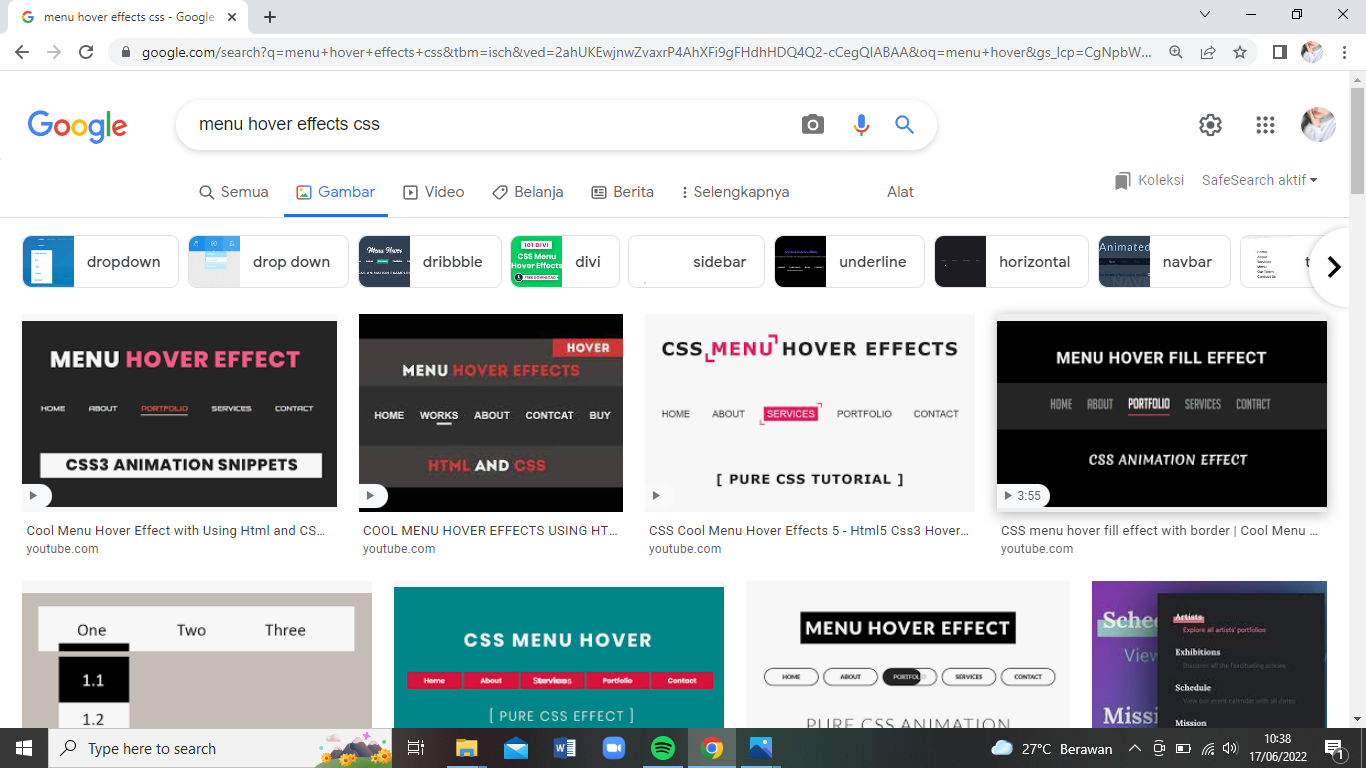 menu hover effects css - Google
google.com/search?q=menu+hover+effects+css&tbm=isch&ved=2ahUKEwjnwZvaxrP4AhXFi9gFHdhHDQ4Q2-cCegQIABAA&oq=menu+hover&gs_lcp=CgNpbW...
Google
menu hover effects css
Semua
Gambar
Video
Belanja
Berita
Selengkapnya
Alat
Koleksi
SafeSearch aktif
dropdown
drop down
Menu Hover
dribbble
101 DIVI
CSS Menu
Hover Effects
FREE DOWNLOAD
divi
sidebar
underline
horizontal
Animated
navbar
MENU HOVER EFFECT
HOME ABOUT PORTFOLIO SERVICES CONTACT
CSS3 ANIMATION SNIPPETS
Cool Menu Hover Effect with Using Html and CS...
youtube.com
HOVER
MENU HOVER EFFECTS
HOME WORKS ABOUT CONTCAT BUY
HTML AND CSS
COOL MENU HOVER EFFECTS USING HT...
youtube.com
CSS MENU HOVER EFFECTS
HOME ABOUT SERVICES PORTFOLIO CONTACT
[ PURE CSS TUTORIAL ]
CSS Cool Menu Hover Effects 5 - Html5 Css3 Hover...
youtube.com
MENU HOVER FILL EFFECT
HOME ABOUT PORTFOLIO SERVICES CONTACT
CSS ANIMATION EFFECT
3:55
CSS menu hover fill effect with border | Cool Menu ...
youtube.com
One Two Three
1.1
1.2
CSS MENU HOVER
Home About Services Portfolio Contact
[ PURE CSS EFFECT ]
MENU HOVER EFFECT
HOME ABOUT PORTFOLIO SERVICES CONTACT
PURE CSS ANIMATION
Sche
View
Missi
Artists
Explore all artists' portfolios
Exhibitions
Discover all the fascinating stories
Schedule
View our event calendar with all dates
Mission
Type here to search
27°C Berawan
10:38
17/06/2022
1